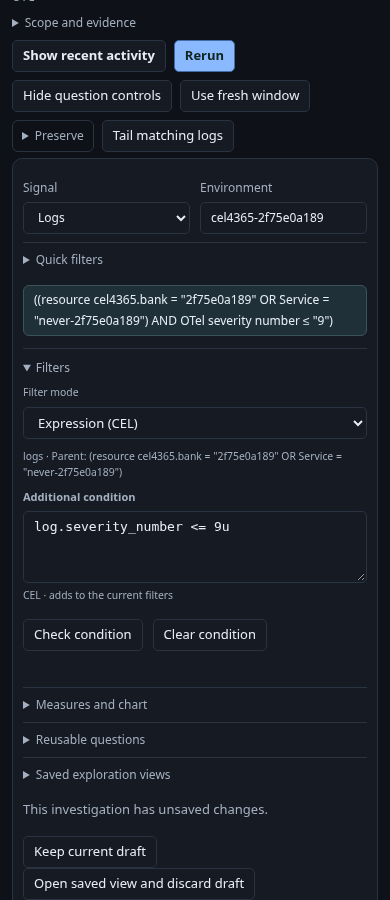 Scope and evidence
Show recent activity
Rerun
Hide question controls
Use fresh window
Preserve
Tail matching logs
Signal
Environment
Logs
cel4365-2f75e0a189
Quick filters
((resource cel4365.bank = "2f75e0a189" OR Service =
"never-2f75e0a189") AND OTel severity number ≤ "9")
Filters
Filter mode
Expression (CEL)
logs · Parent: (resource cel4365.bank = "2f75e0a189" OR Service =
"never-2f75e0a189")
Additional condition
log.severity_number <= 9u
CEL · adds to the current filters
Check condition
Clear condition
Measures and chart
Reusable questions
Saved exploration views
This investigation has unsaved changes.
Keep current draft
Open saved view and discard draft